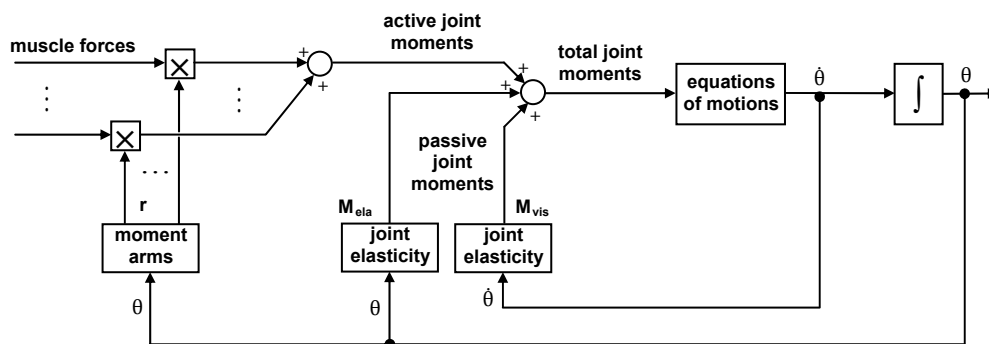 muscle forces
active joint
moments
total joint
moments
+
+
+
+
+
×
×
equations
of motions
θ̇
∫
θ
passive
joint
moments
r
M_ela
M_vis
moment
arms
joint
elasticity
joint
elasticity
θ
θ
θ̇